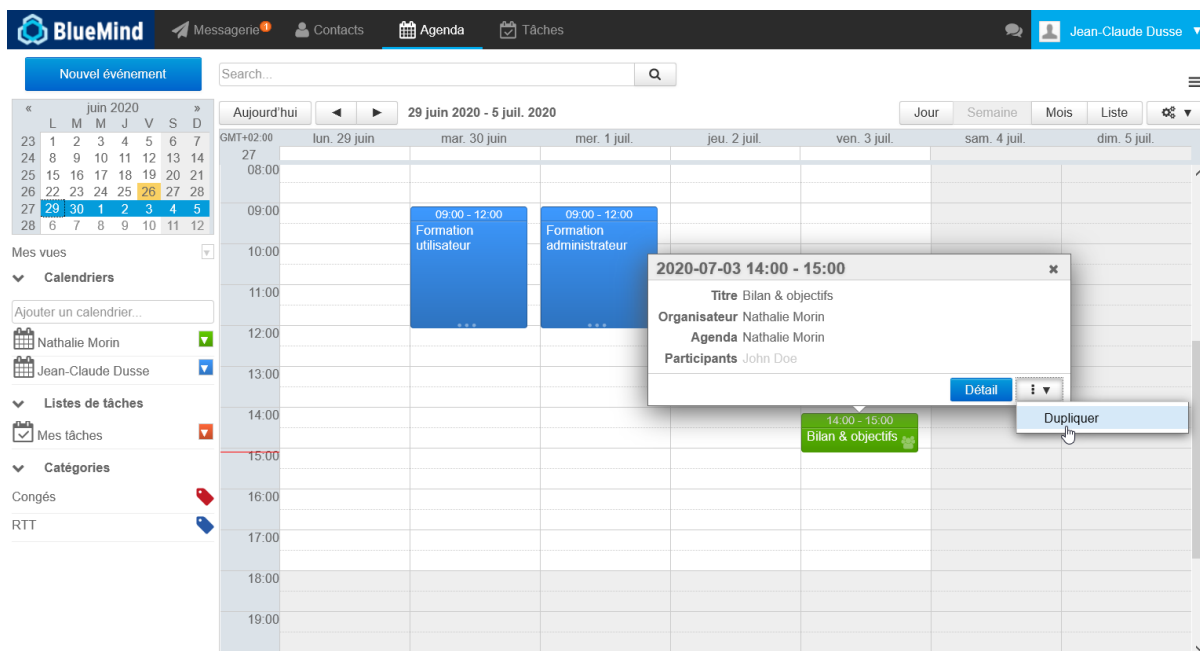 BlueMind
Messagerie 1
Contacts
Agenda
Tâches
Jean-Claude Dusse
Nouvel événement
Search...
« juin 2020 »
L M M J V S D
23 1 2 3 4 5 6 7
24 8 9 10 11 12 13 14
25 15 16 17 18 19 20 21
26 22 23 24 25 26 27 28
27 29 30 1 2 3 4 5
28 6 7 8 9 10 11 12
Mes vues
Calendriers
Ajouter un calendrier...
Nathalie Morin
Jean-Claude Dusse
Listes de tâches
Mes tâches
Catégories
Congés
RTT
Aujourd'hui
29 juin 2020 - 5 juil. 2020
Jour
Semaine
Mois
Liste
GMT+02:00
27
lun. 29 juin
mar. 30 juin
mer. 1 juil.
jeu. 2 juil.
ven. 3 juil.
sam. 4 juil.
dim. 5 juil.
08:00
09:00
10:00
11:00
12:00
13:00
14:00
15:00
16:00
17:00
18:00
19:00
09:00 - 12:00
Formation
utilisateur
09:00 - 12:00
Formation
administrateur
2020-07-03 14:00 - 15:00
Titre Bilan & objectifs
Organisateur Nathalie Morin
Agenda Nathalie Morin
Participants John Doe
Détail
Dupliquer
14:00 - 15:00
Bilan & objectifs